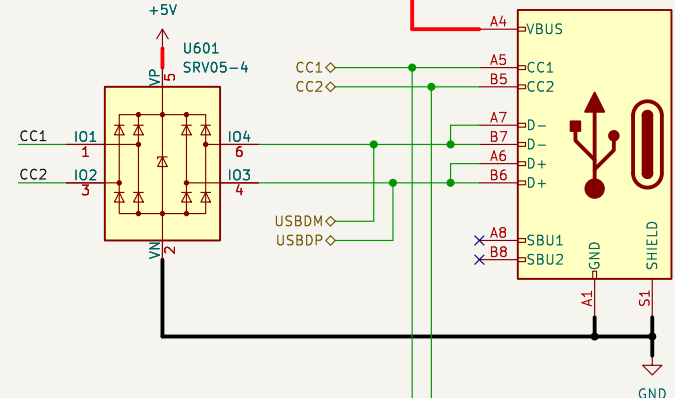 +5V
U601
SRV05-4
VP
5
CC1
IO1
1
CC2
IO2
3
IO4
6
IO3
4
VN
2
CC1
CC2
USBDM
USBDP
A4
VBUS
A5
CC1
B5
CC2
A7
D-
B7
D-
A6
D+
B6
D+
A8
SBU1
B8
SBU2
GND
SHIELD
A1
S1
GND